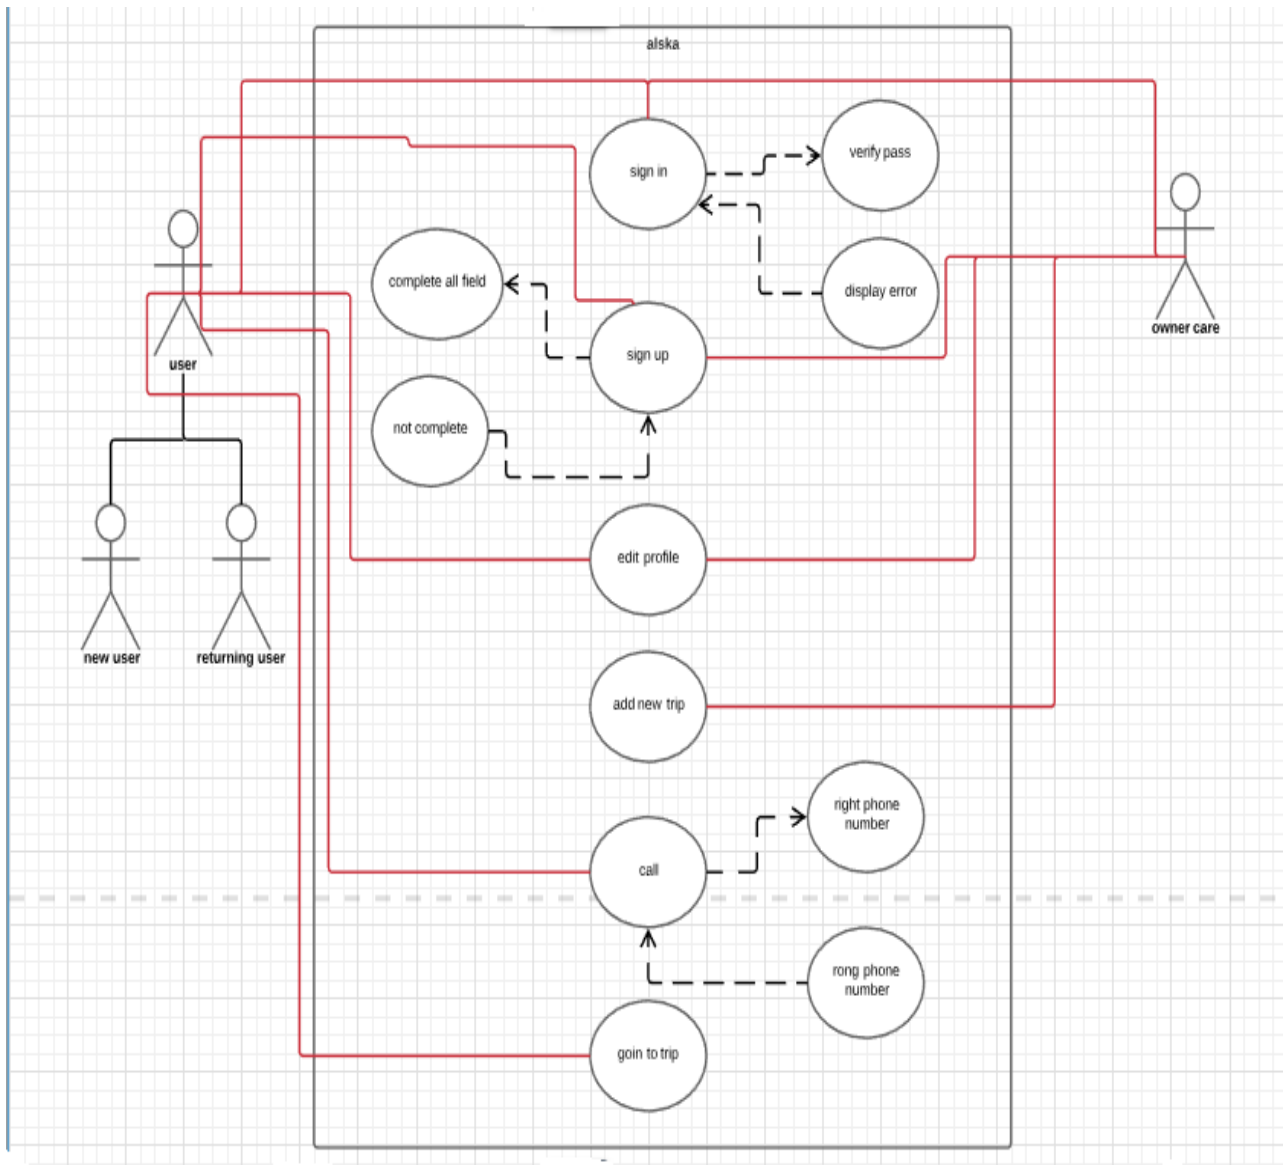 alska
sign in
verify pass
complete all field
display error
sign up
owner care
user
not complete
edit profile
new user
returning user
add new trip
right phone
number
call
rong phone
number
goin to trip